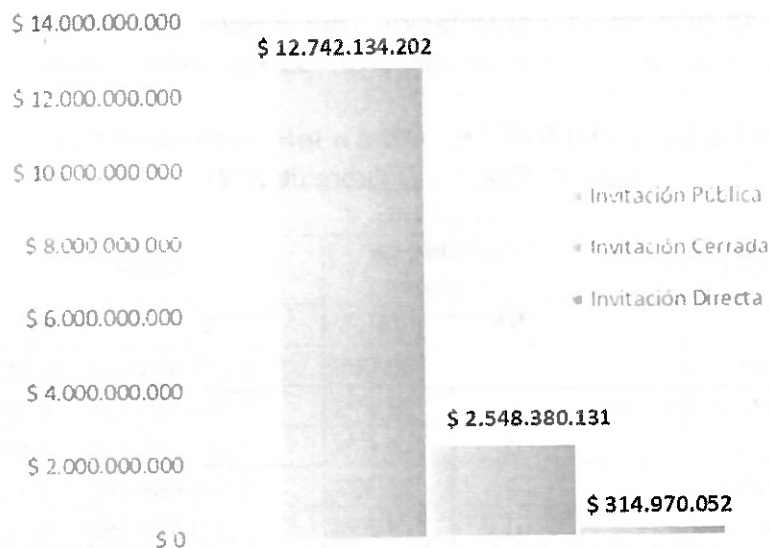 $ 14.000.000.000
$ 12.742.134.202
$ 12.000.000.000
$ 10 000.000 000
Invitación Pública
$ 8.000 000 000
Invitación Cerrada
Invitación Directa
$ 6.000.000.000
$ 4.000.000.000
$ 2.548.380.131
$ 2.000.000.000
$ 314.970.052
$ 0